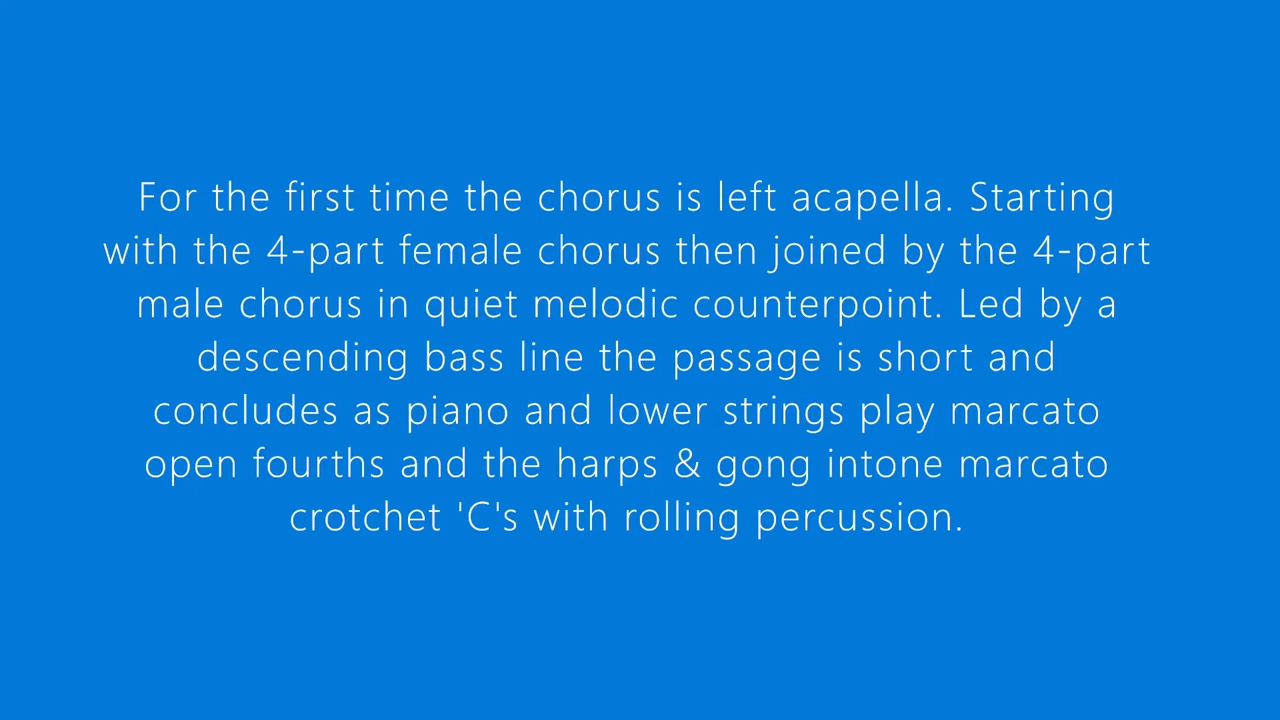 For the first time the chorus is left acapella. Starting
with the 4-part female chorus then joined by the 4-part
male chorus in quiet melodic counterpoint. Led by a
descending bass line the passage is short and
concludes as piano and lower strings play marcato
open fourths and the harps & gong intone marcato
crotchet 'C's with rolling percussion.